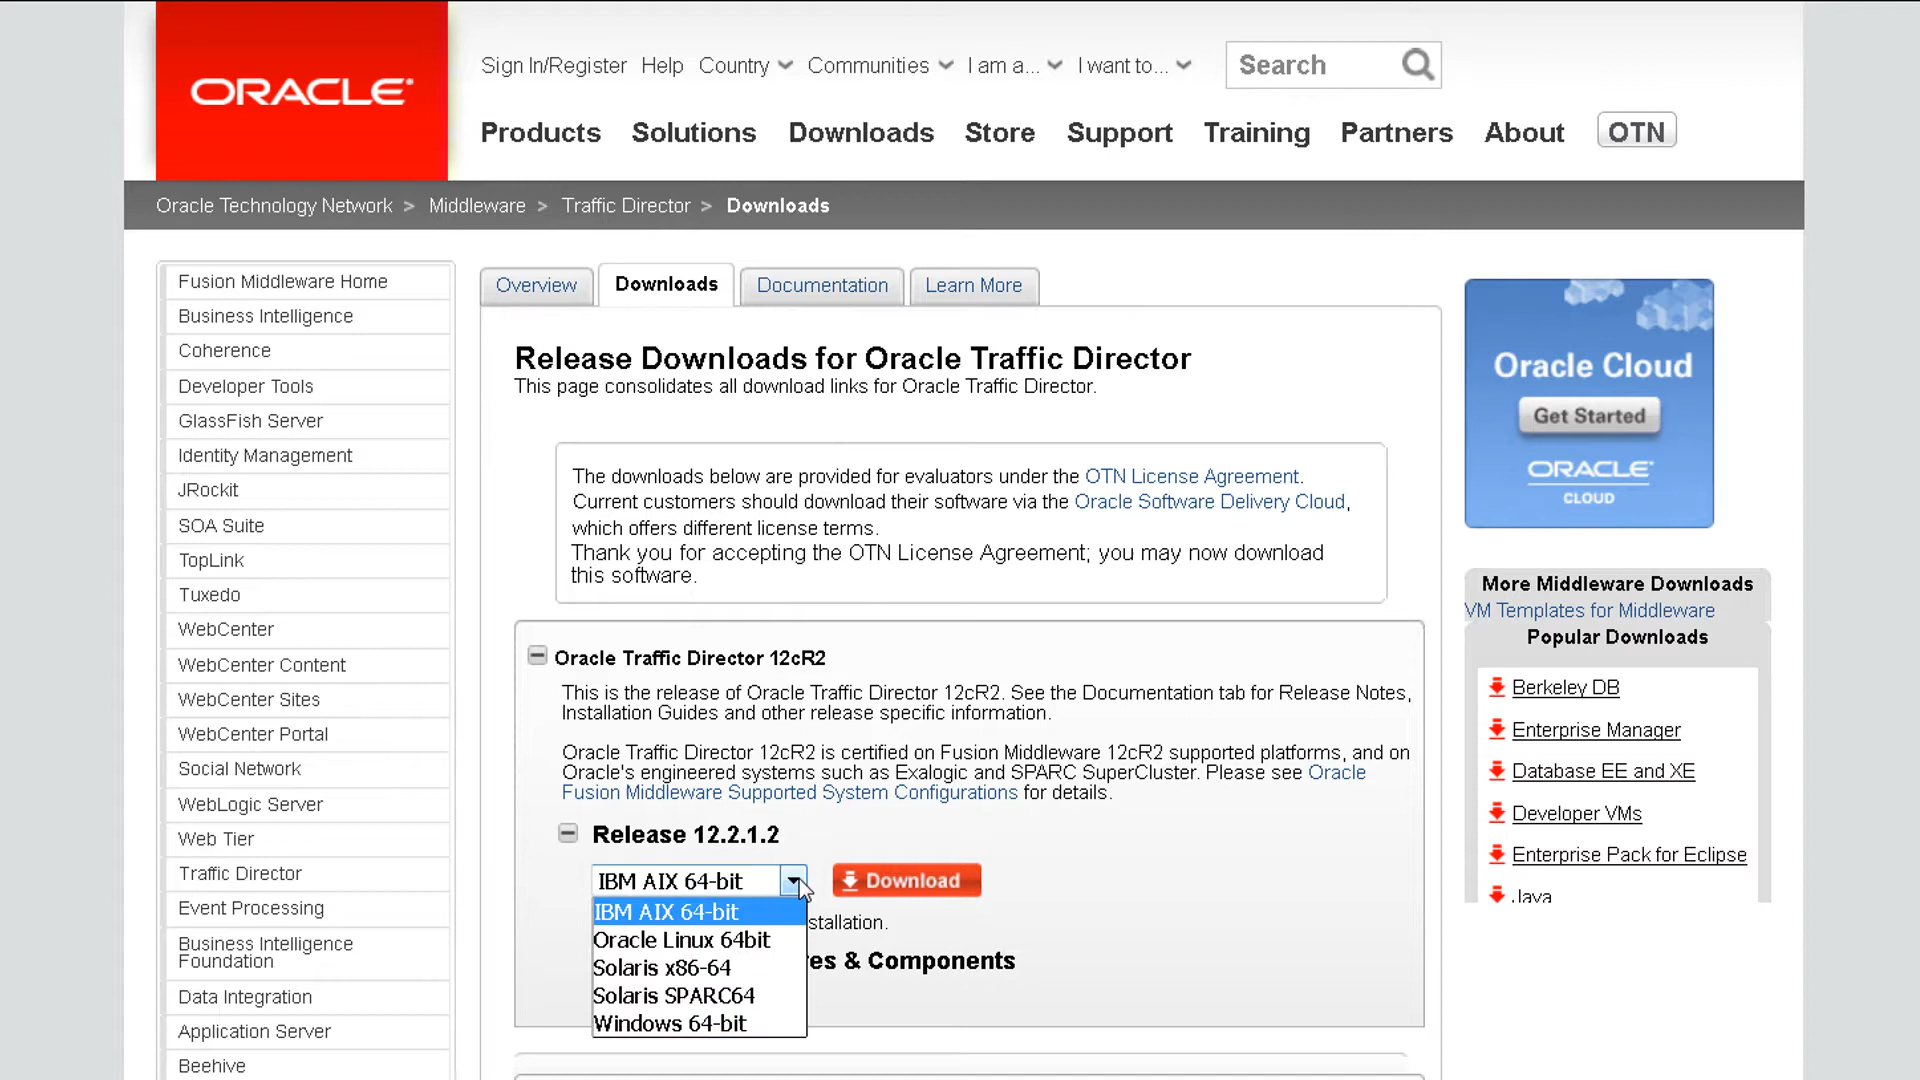 ORACLE
Sign In/Register Help Country Communities I am a... I want to... Search
Products Solutions Downloads Store Support Training Partners About OTN
Oracle Technology Network > Middleware > Traffic Director > Downloads
Fusion Middleware Home
Business Intelligence
Coherence
Developer Tools
GlassFish Server
Identity Management
JRockit
SOA Suite
TopLink
Tuxedo
WebCenter
WebCenter Content
WebCenter Sites
WebCenter Portal
Social Network
WebLogic Server
Web Tier
Traffic Director
Event Processing
Business Intelligence
Foundation
Data Integration
Application Server
Beehive
Overview Downloads Documentation Learn More
Release Downloads for Oracle Traffic Director
This page consolidates all download links for Oracle Traffic Director.
The downloads below are provided for evaluators under the OTN License Agreement.
Current customers should download their software via the Oracle Software Delivery Cloud,
which offers different license terms.
Thank you for accepting the OTN License Agreement; you may now download
this software.
Oracle Traffic Director 12cR2
This is the release of Oracle Traffic Director 12cR2. See the Documentation tab for Release Notes,
Installation Guides and other release specific information.
Oracle Traffic Director 12cR2 is certified on Fusion Middleware 12cR2 supported platforms, and on
Oracle's engineered systems such as Exalogic and SPARC SuperCluster. Please see Oracle
Fusion Middleware Supported System Configurations for details.
Release 12.2.1.2
IBM AIX 64-bit Download
IBM AIX 64-bit
stallation.
Oracle Linux 64bit
Solaris x86-64
es & Components
Solaris SPARC64
Windows 64-bit
Oracle Cloud
Get Started
ORACLE
CLOUD
More Middleware Downloads
VM Templates for Middleware
Popular Downloads
Berkeley DB
Enterprise Manager
Database EE and XE
Developer VMs
Enterprise Pack for Eclipse
Java